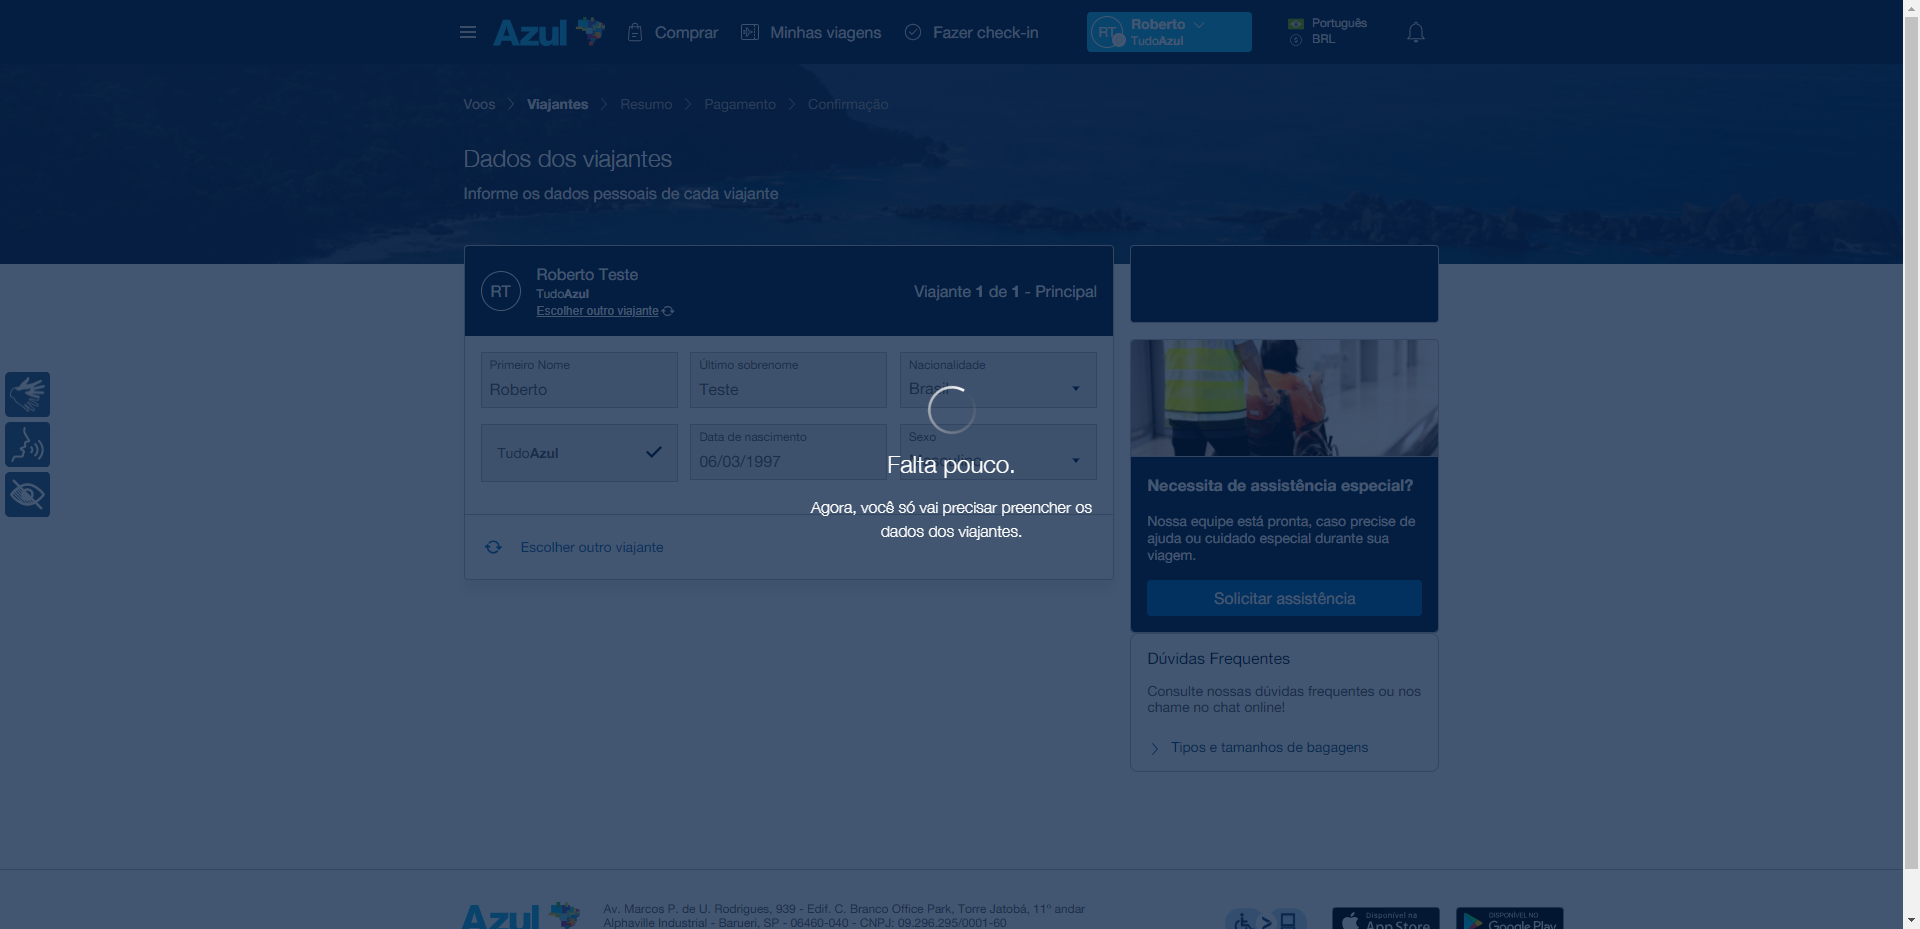 Azul
Comprar
Minhas viagens
Fazer check-in
RT
Roberto
TudoAzul
Português
BRL
Voos
Viajantes
Resumo
Pagamento
Confirmação
Dados dos viajantes
Informe os dados pessoais de cada viajante
RT
Roberto Teste
TudoAzul
Escolher outro viajante
Viajante 1 de 1 - Principal
Primeiro Nome
Roberto
Último sobrenome
Teste
Nacionalidade
Brasil
TudoAzul
Data de nascimento
06/03/1997
Sexo
Falta pouco.
Agora, você só vai precisar preencher os
dados dos viajantes.
Escolher outro viajante
Necessita de assistência especial?
Nossa equipe está pronta, caso precise de
ajuda ou cuidado especial durante sua
viagem.
Solicitar assistência
Dúvidas Frequentes
Consulte nossas dúvidas frequentes ou nos
chame no chat online!
Tipos e tamanhos de bagagens
Azul
Av. Marcos P. de U. Rodrigues, 939 - Edif. C. Branco Office Park, Torre Jatobá, 11º andar
Alphaville Industrial - Barueri, SP - 06460-040 - CNPJ: 09.296.295/0001-60
Disponível na
App Store
DISPONÍVEL NO
Google Play